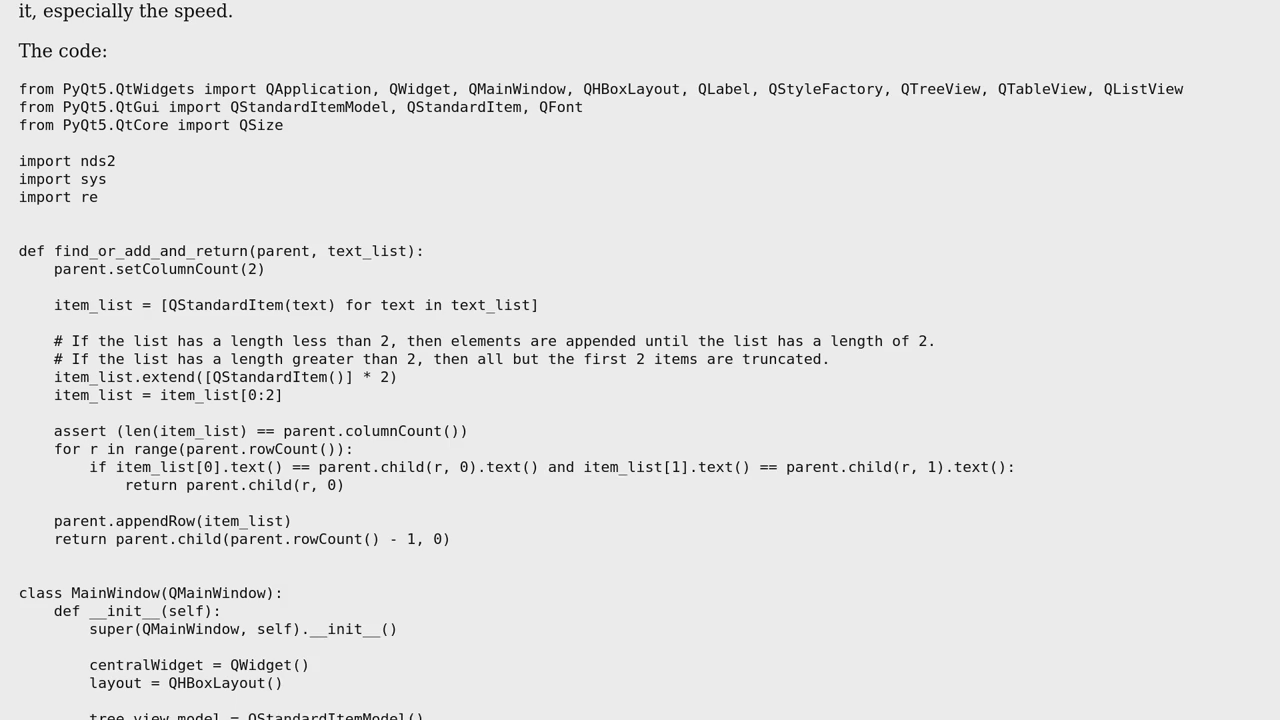 it, especially the speed.
The code:
from PyQt5.QtWidgets import QApplication, QWidget, QMainWindow, QHBoxLayout, QLabel, QStyleFactory, QTreeView, QTableView, QListView
from PyQt5.QtGui import QStandardItemModel, QStandardItem, QFont
from PyQt5.QtCore import QSize

import nds2
import sys
import re


def find_or_add_and_return(parent, text_list):
    parent.setColumnCount(2)

    item_list = [QStandardItem(text) for text in text_list]

    # If the list has a length less than 2, then elements are appended until the list has a length of 2.
    # If the list has a length greater than 2, then all but the first 2 items are truncated.
    item_list.extend([QStandardItem()] * 2)
    item_list = item_list[0:2]

    assert (len(item_list) == parent.columnCount())
    for r in range(parent.rowCount()):
        if item_list[0].text() == parent.child(r, 0).text() and item_list[1].text() == parent.child(r, 1).text():
            return parent.child(r, 0)

    parent.appendRow(item_list)
    return parent.child(parent.rowCount() - 1, 0)


class MainWindow(QMainWindow):
    def __init__(self):
        super(QMainWindow, self).__init__()

        centralWidget = QWidget()
        layout = QHBoxLayout()

        tree_view_model = QStandardItemModel()